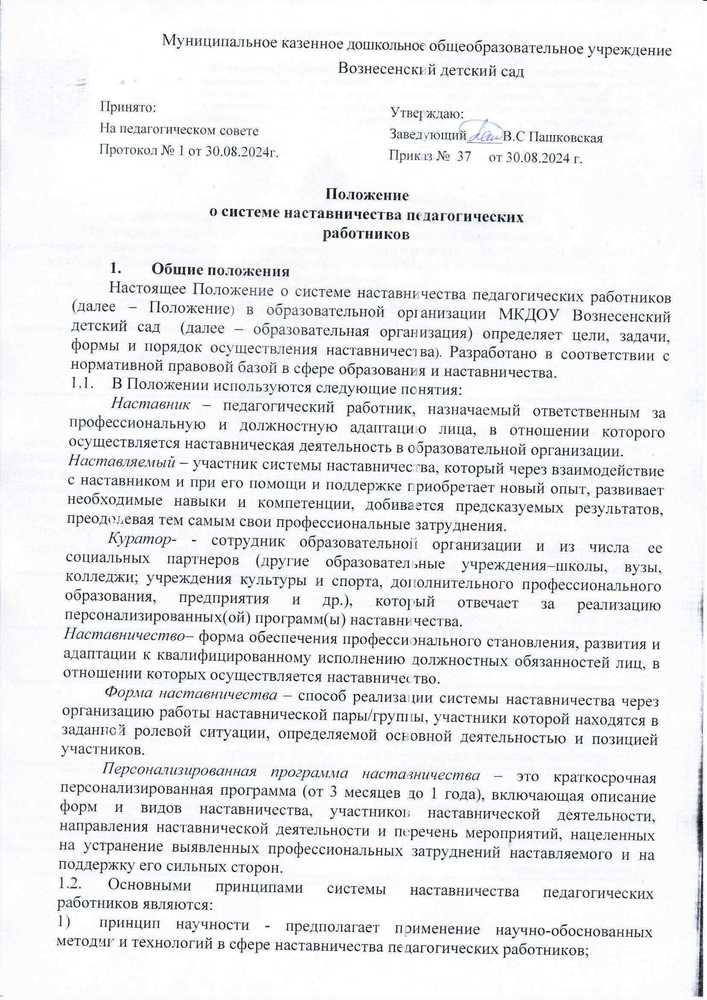 Муниципальное казенное дошкольное общеобразовательное учреждение
Вознесенский детский сад
Принято:
На педагогическом совете
Протокол № 1 от 30.08.2024г.
Утверждаю:
Заведующий_____В.С Пашковская
Приказ № 37 от 30.08.2024 г.
Положение
о системе наставничества педагогических
работников
1. Общие положения
Настоящее Положение о системе наставничества педагогических работников
(далее – Положение) в образовательной организации МКДОУ Вознесенский
детский сад (далее – образовательная организация) определяет цели, задачи,
формы и порядок осуществления наставничества). Разработано в соответствии с
нормативной правовой базой в сфере образования и наставничества.
1.1. В Положении используются следующие понятия:
Наставник – педагогический работник, назначаемый ответственным за
профессиональную и должностную адаптацию лица, в отношении которого
осуществляется наставническая деятельность в образовательной организации.
Наставляемый – участник системы наставничества, который через взаимодействие
с наставником и при его помощи и поддержке приобретает новый опыт, развивает
необходимые навыки и компетенции, добивается предсказуемых результатов,
преодолевая тем самым свои профессиональные затруднения.
Куратор- - сотрудник образовательной организации и из числа ее
социальных партнеров (другие образовательные учреждения–школы, вузы,
колледжи; учреждения культуры и спорта, дополнительного профессионального
образования, предприятия и др.), который отвечает за реализацию
персонализированных(ой) программ(ы) наставничества.
Наставничество– форма обеспечения профессионального становления, развития и
адаптации к квалифицированному исполнению должностных обязанностей лиц, в
отношении которых осуществляется наставничество.
Форма наставничества – способ реализации системы наставничества через
организацию работы наставнической пары/группы, участники которой находятся в
заданной ролевой ситуации, определяемой основной деятельностью и позицией
участников.
Персонализированная программа наставничества – это краткосрочная
персонализированная программа (от 3 месяцев до 1 года), включающая описание
форм и видов наставничества, участников наставнической деятельности,
направления наставнической деятельности и перечень мероприятий, нацеленных
на устранение выявленных профессиональных затруднений наставляемого и на
поддержку его сильных сторон.
1.2. Основными принципами системы наставничества педагогических
работников являются:
1) принцип научности - предполагает применение научно-обоснованных
методик и технологий в сфере наставничества педагогических работников;